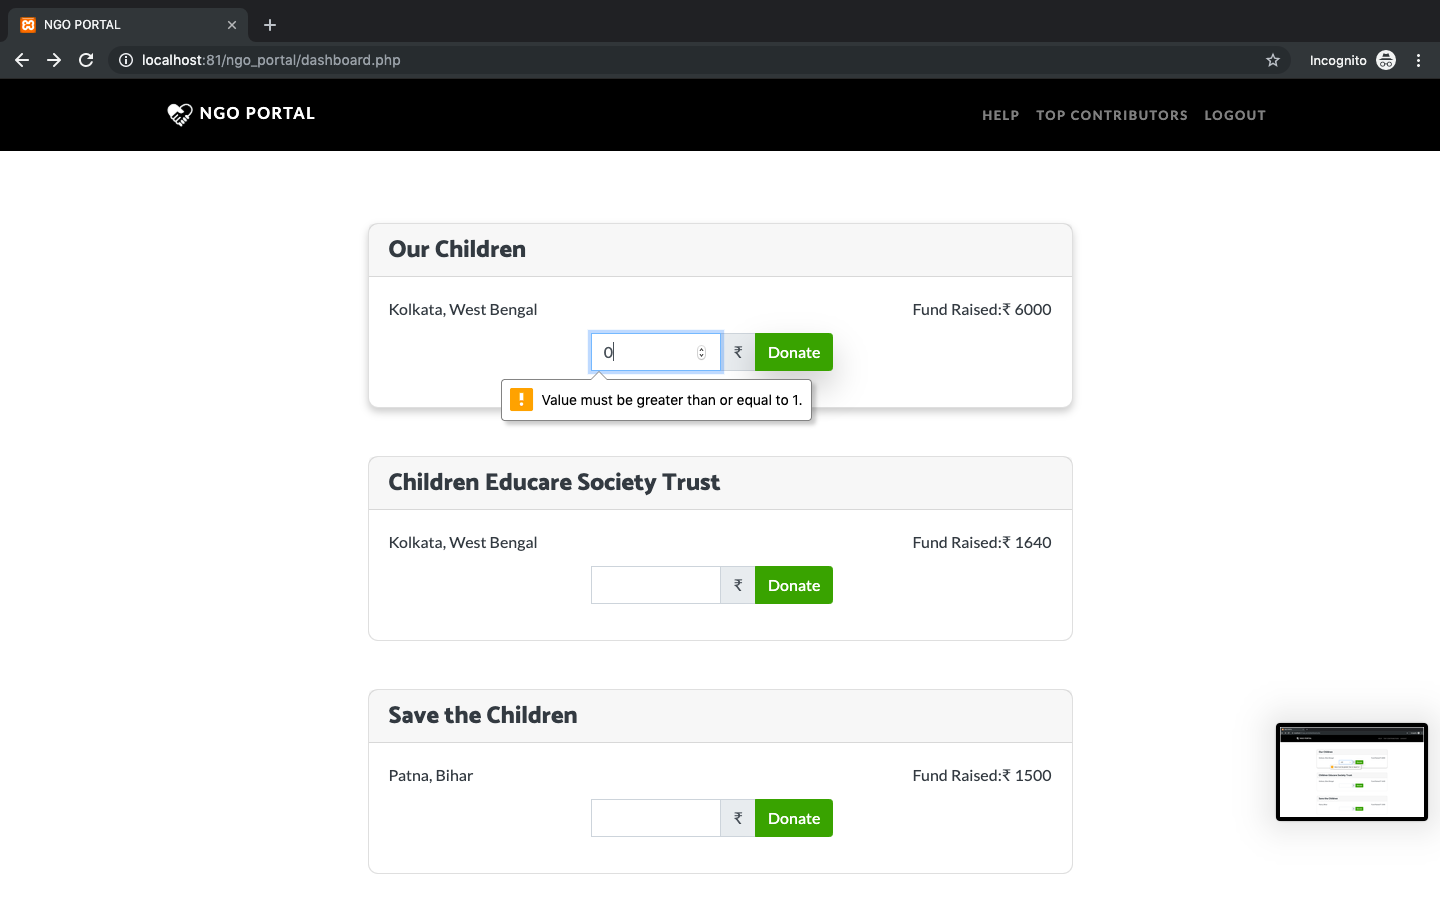 NGO PORTAL
localhost:81/ngo_portal/dashboard.php
Incognito
NGO PORTAL
HELP TOP CONTRIBUTORS LOGOUT
Our Children
Kolkata, West Bengal Fund Raised:₹ 6000
0 ₹ Donate
Value must be greater than or equal to 1.
Children Educare Society Trust
Kolkata, West Bengal Fund Raised:₹ 1640
₹ Donate
Save the Children
Patna, Bihar Fund Raised:₹ 1500
₹ Donate